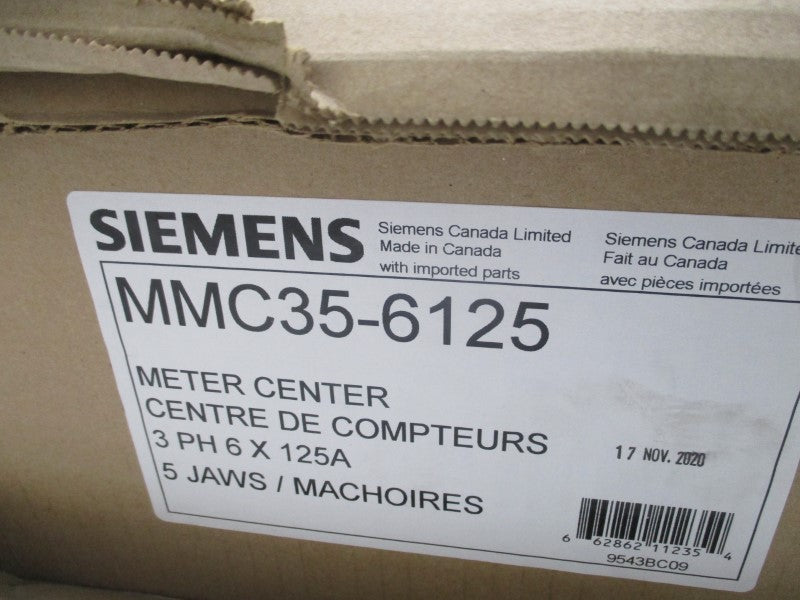 SIEMENS
Siemens Canada Limited
Made in Canada
with imported parts
Siemens Canada Limite
Fait au Canada
avec pièces importées
MMC35-6125
METER CENTER
CENTRE DE COMPTEURS
3 PH 6 X 125A
5 JAWS / MACHOIRES
17 NOV. 2020
6 62862 11235 4
9543BC09